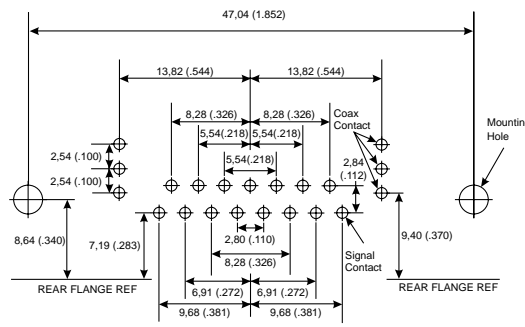 47,04 (1.852)
13,82 (.544) 13,82 (.544)
8,28 (.326) 8,28 (.326)
Coax
Contact
Mountin
Hole
5,54(.218) 5,54(.218)
2,54 (.100)
5,54(.218)
2,84
(.112)
2,54 (.100)
8,64 (.340)
7,19 (.283)
2,80 (.110)
9,40 (.370)
Signal
Contact
8,28 (.326)
REAR FLANGE REF
REAR FLANGE REF
6,91 (.272) 6,91 (.272)
9,68 (.381) 9,68 (.381)